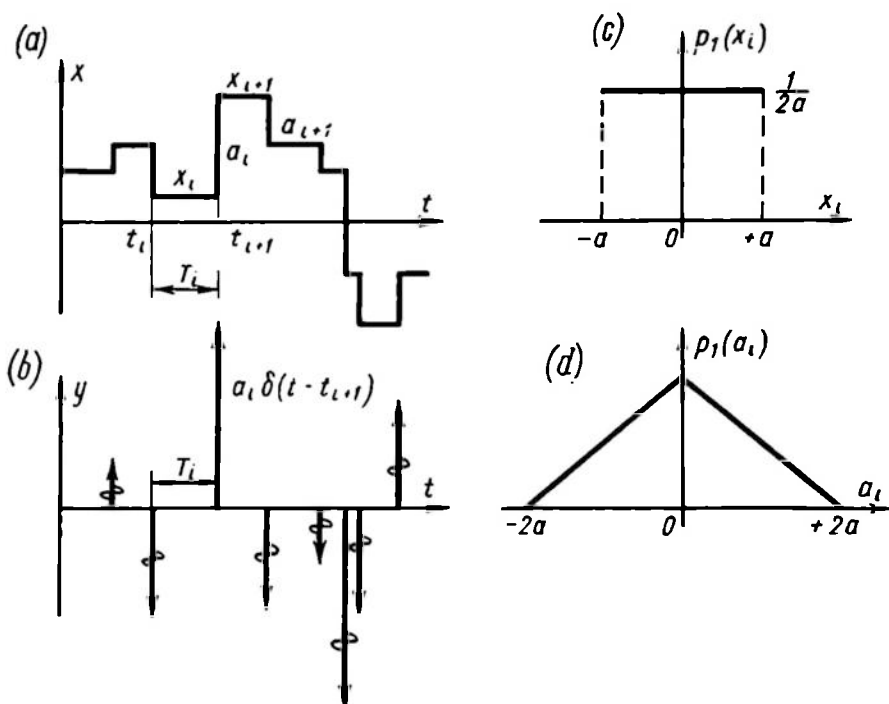 (a)
x
x_{i+1}
a_{i+1}
a_i
x_i
t
t_i
t_{i+1}
T_i
(b)
y
a_i δ(t - t_{i+1})
T_i
t
(c)
p_1(x_i)
1/2a
x_i
-a
0
+a
(d)
p_1(a_i)
a_i
-2a
0
+2a